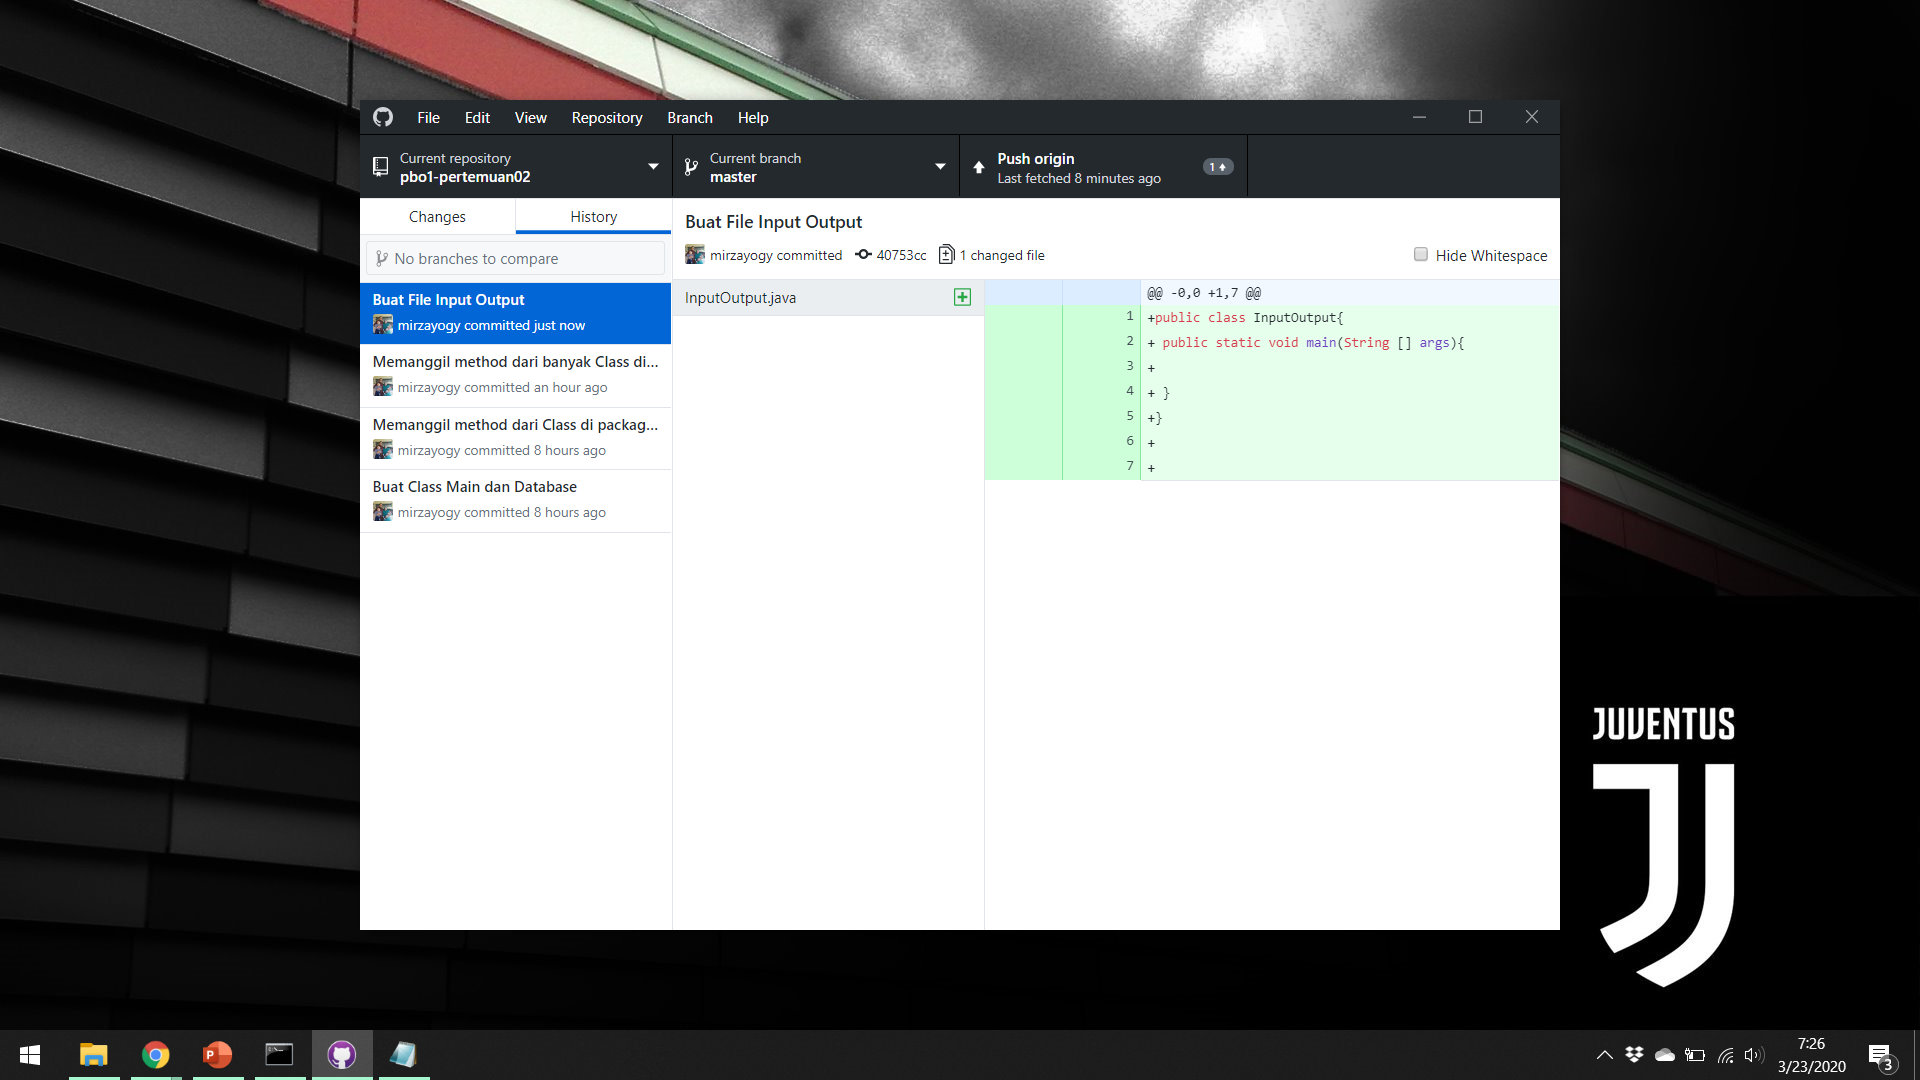 File Edit View Repository Branch Help
Current repository
pbo1-pertemuan02
Current branch
master
Push origin
Last fetched 8 minutes ago
1
Changes
History
No branches to compare
Buat File Input Output
mirzayogy committed just now
Memanggil method dari banyak Class di...
mirzayogy committed an hour ago
Memanggil method dari Class di packag...
mirzayogy committed 8 hours ago
Buat Class Main dan Database
mirzayogy committed 8 hours ago
Buat File Input Output
mirzayogy committed 40753cc 1 changed file
Hide Whitespace
InputOutput.java
@@ -0,0 +1,7 @@
1 +public class InputOutput{
2 + public static void main(String [] args){
3 +
4 + }
5 +}
6 +
7 +
JUVENTUS
7:26
3/23/2020
3